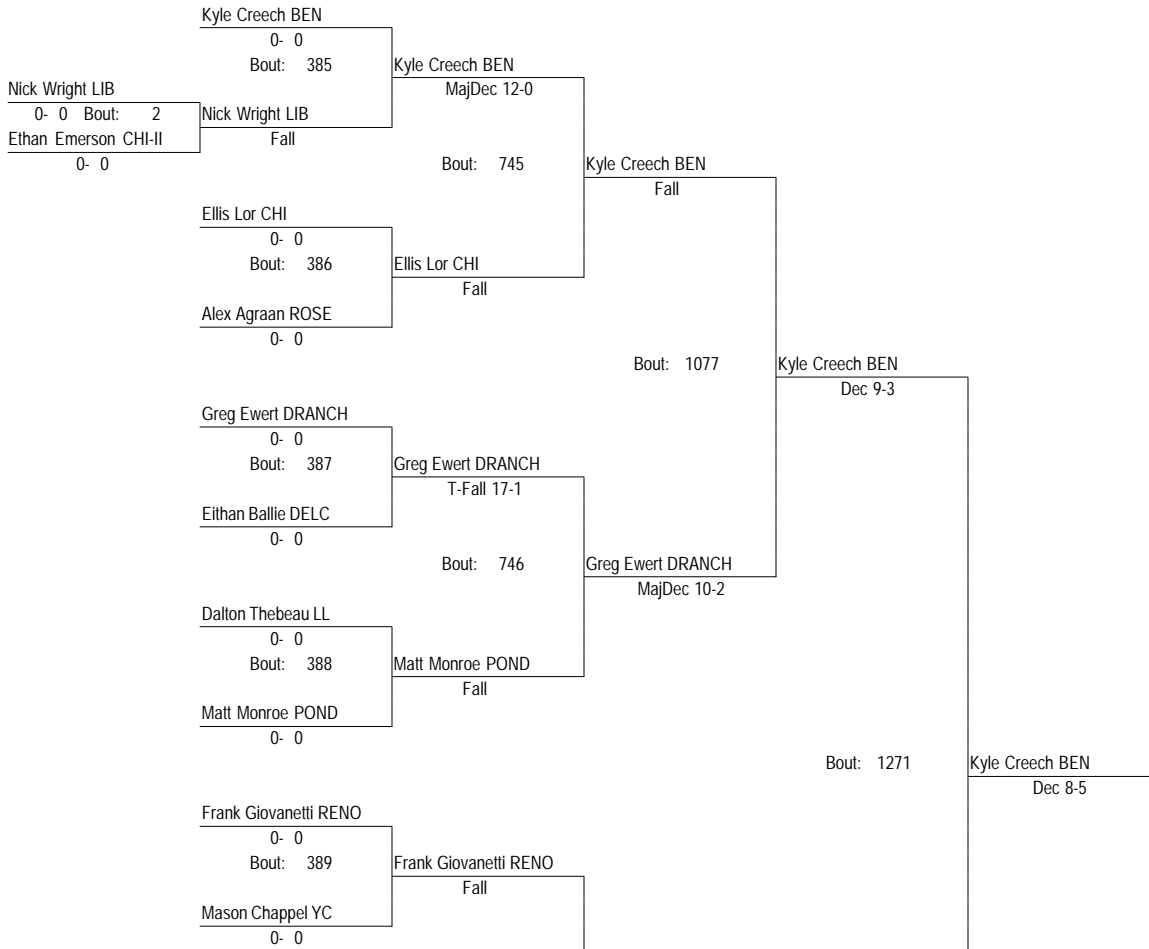 Kyle Creech BEN
0- 0
Bout: 385
Kyle Creech BEN
MajDec 12-0
Nick Wright LIB
0- 0 Bout: 2
Nick Wright LIB
Fall
Ethan Emerson CHI-II
0- 0
Bout: 745
Kyle Creech BEN
Fall
Ellis Lor CHI
0- 0
Bout: 386
Ellis Lor CHI
Fall
Alex Agraan ROSE
0- 0
Bout: 1077
Kyle Creech BEN
Dec 9-3
Greg Ewert DRANCH
0- 0
Bout: 387
Greg Ewert DRANCH
T-Fall 17-1
Eithan Ballie DELC
0- 0
Bout: 746
Greg Ewert DRANCH
MajDec 10-2
Dalton Thebeau LL
0- 0
Bout: 388
Matt Monroe POND
Fall
Matt Monroe POND
0- 0
Bout: 1271
Kyle Creech BEN
Dec 8-5
Frank Giovanetti RENO
0- 0
Bout: 389
Frank Giovanetti RENO
Fall
Mason Chappel YC
0- 0